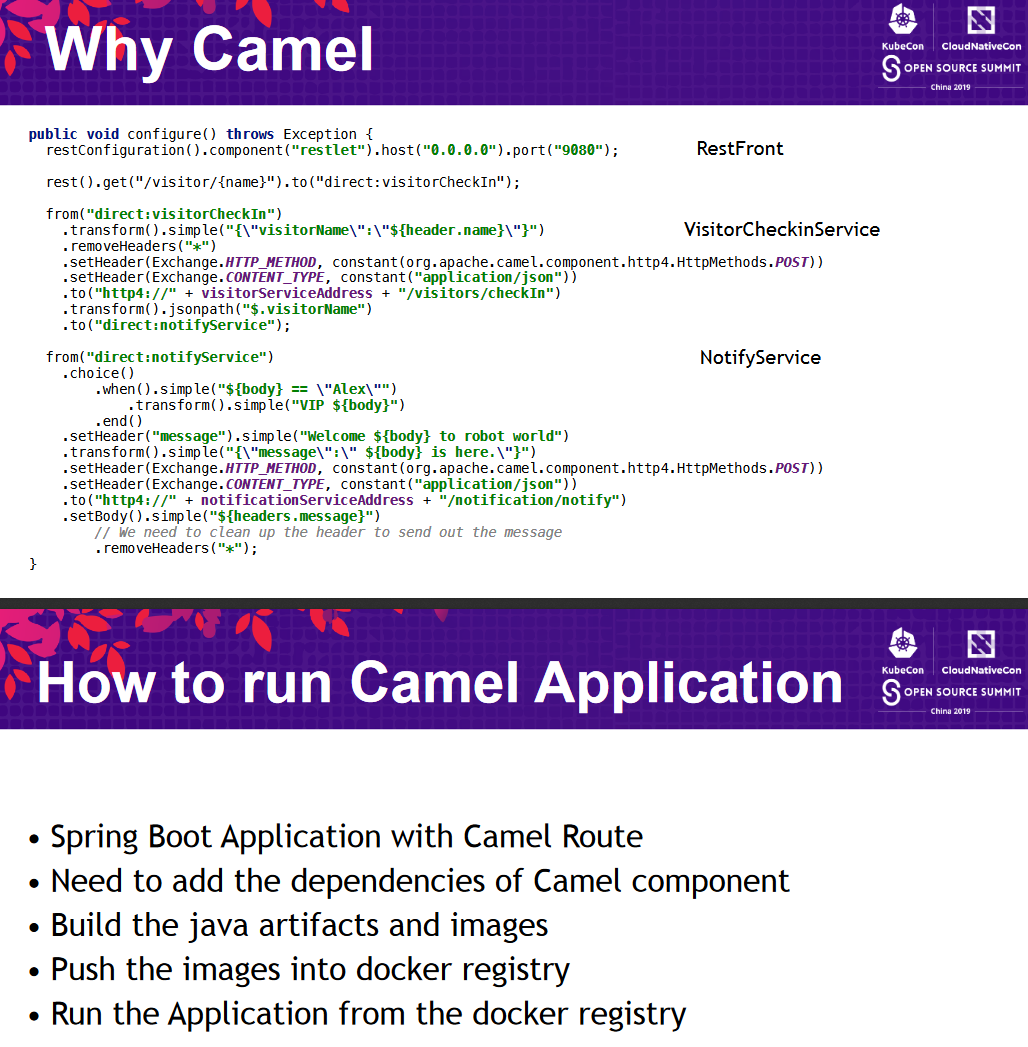 Why Camel
KubeCon
CloudNativeCon
OPEN SOURCE SUMMIT
China 2019
public void configure() throws Exception {
restConfiguration().component("restlet").host("0.0.0.0").port("9080");
RestFront
rest().get("/visitor/{name}").to("direct:visitorCheckIn");
from("direct:visitorCheckIn")
.transform().simple("{\"visitorName\":\"${header.name}\"}")
VisitorCheckinService
.removeHeaders("*")
.setHeader(Exchange.HTTP_METHOD, constant(org.apache.camel.component.http4.HttpMethods.POST))
.setHeader(Exchange.CONTENT_TYPE, constant("application/json"))
.to("http4://" + visitorServiceAddress + "/visitors/checkIn")
.transform().jsonpath("$.visitorName")
.to("direct:notifyService");
from("direct:notifyService")
NotifyService
.choice()
.when().simple("${body} == \"Alex\"")
.transform().simple("VIP ${body}")
.end()
.setHeader("message").simple("Welcome ${body} to robot world")
.transform().simple("{\"message\":\" ${body} is here.\"}")
.setHeader(Exchange.HTTP_METHOD, constant(org.apache.camel.component.http4.HttpMethods.POST))
.setHeader(Exchange.CONTENT_TYPE, constant("application/json"))
.to("http4://" + notificationServiceAddress + "/notification/notify")
.setBody().simple("${headers.message}")
// We need to clean up the header to send out the message
.removeHeaders("*");
}
How to run Camel Application
KubeCon
CloudNativeCon
OPEN SOURCE SUMMIT
China 2019
• Spring Boot Application with Camel Route
• Need to add the dependencies of Camel component
• Build the java artifacts and images
• Push the images into docker registry
• Run the Application from the docker registry